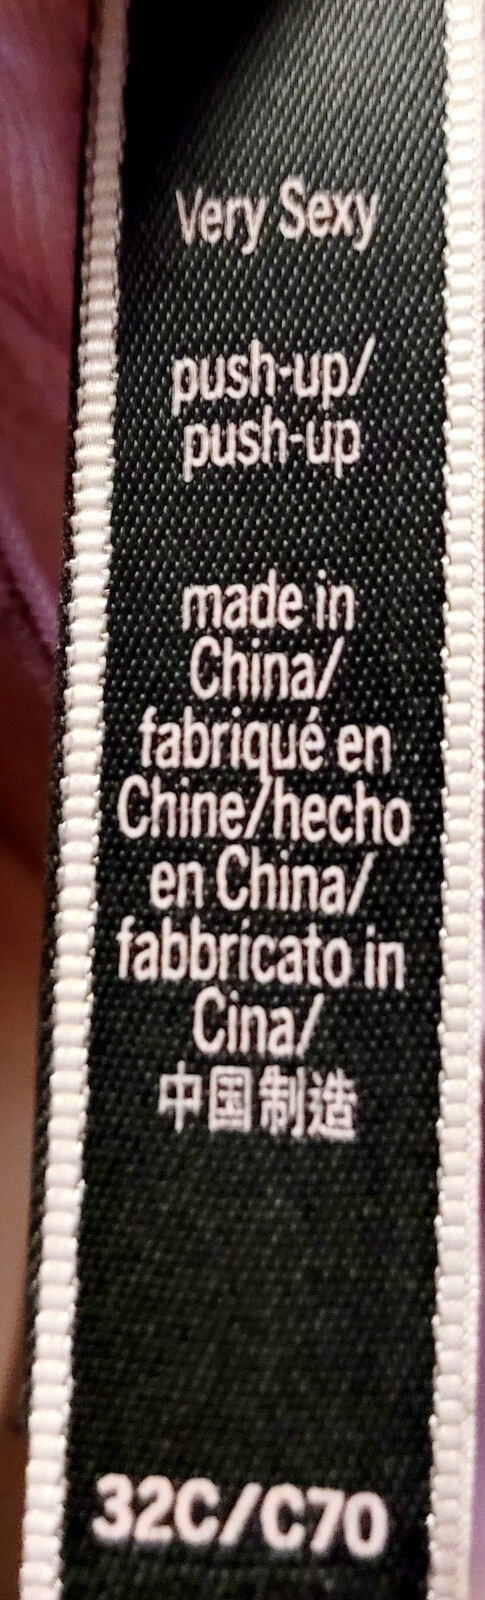 Very Sexy
push-up/
push-up
made in
China/
fabriqué en
Chine/hecho
en China/
fabbricato in
Cina/
中国制造
32C/C70